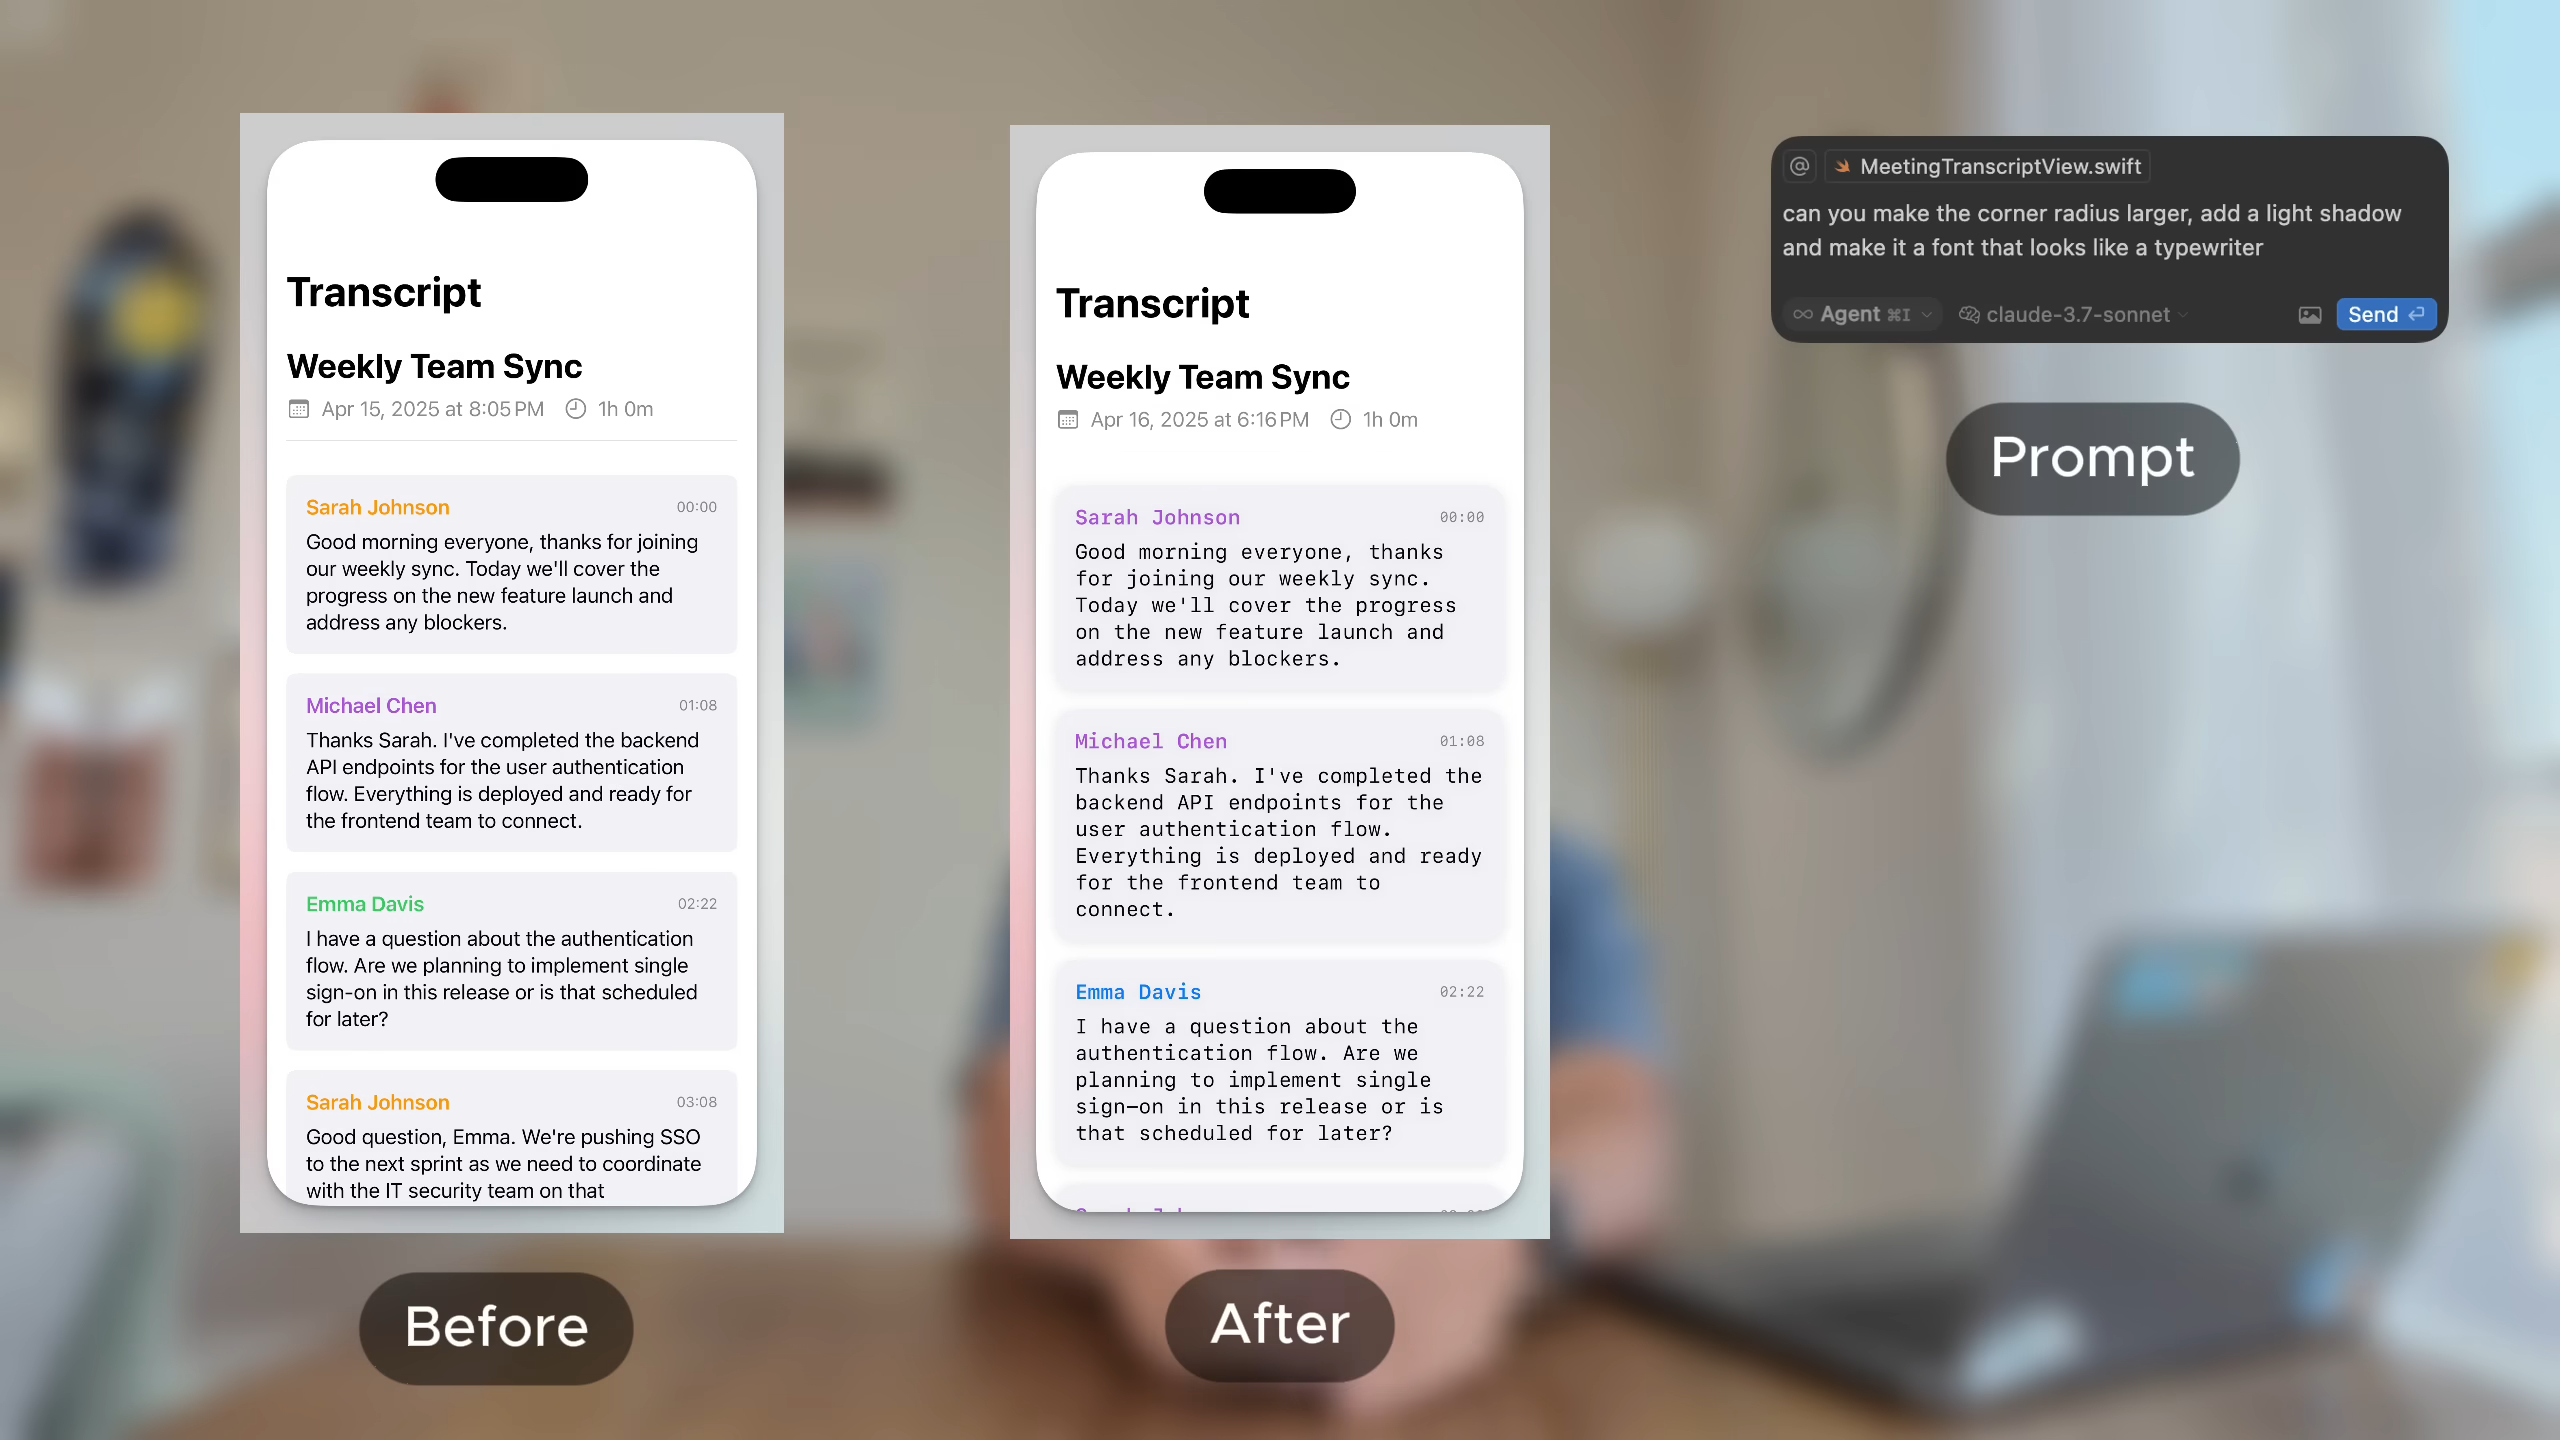 Transcript
Weekly Team Sync
Apr 15, 2025 at 8:05 PM 1h 0m
Sarah Johnson 00:00
Good morning everyone, thanks for joining
our weekly sync. Today we'll cover the
progress on the new feature launch and
address any blockers.
Michael Chen 01:08
Thanks Sarah. I've completed the backend
API endpoints for the user authentication
flow. Everything is deployed and ready for
the frontend team to connect.
Emma Davis 02:22
I have a question about the authentication
flow. Are we planning to implement single
sign-on in this release or is that scheduled
for later?
Sarah Johnson 03:08
Good question, Emma. We're pushing SSO
to the next sprint as we need to coordinate
with the IT security team on that
Before
Transcript
Weekly Team Sync
Apr 16, 2025 at 6:16 PM 1h 0m
Sarah Johnson 00:00
Good morning everyone, thanks
for joining our weekly sync.
Today we'll cover the progress
on the new feature launch and
address any blockers.
Michael Chen 01:08
Thanks Sarah. I've completed the
backend API endpoints for the
user authentication flow.
Everything is deployed and ready
for the frontend team to
connect.
Emma Davis 02:22
I have a question about the
authentication flow. Are we
planning to implement single
sign-on in this release or is
that scheduled for later?
After
@ MeetingTranscriptView.swift
can you make the corner radius larger, add a light shadow
and make it a font that looks like a typewriter
∞ Agent ⌘I claude-3.7-sonnet Send
Prompt